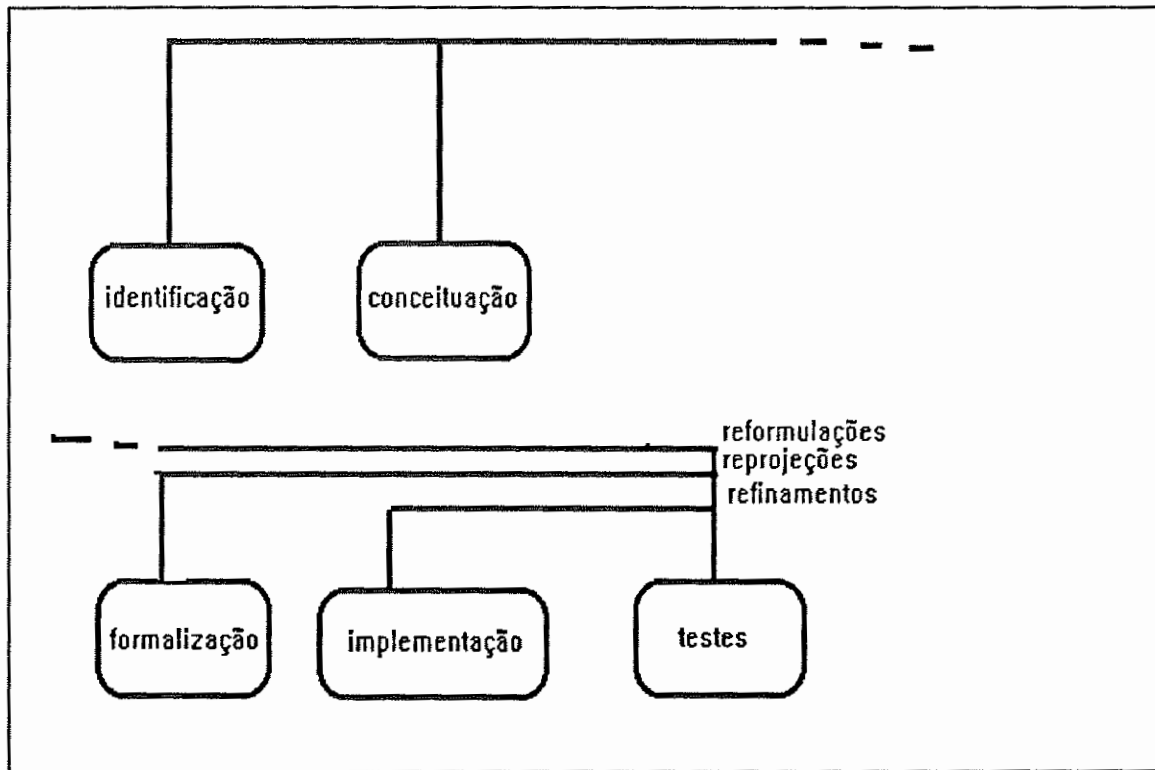 identificação
conceituação
reformulações
reprojeções
refinamentos
formalização
implementação
testes